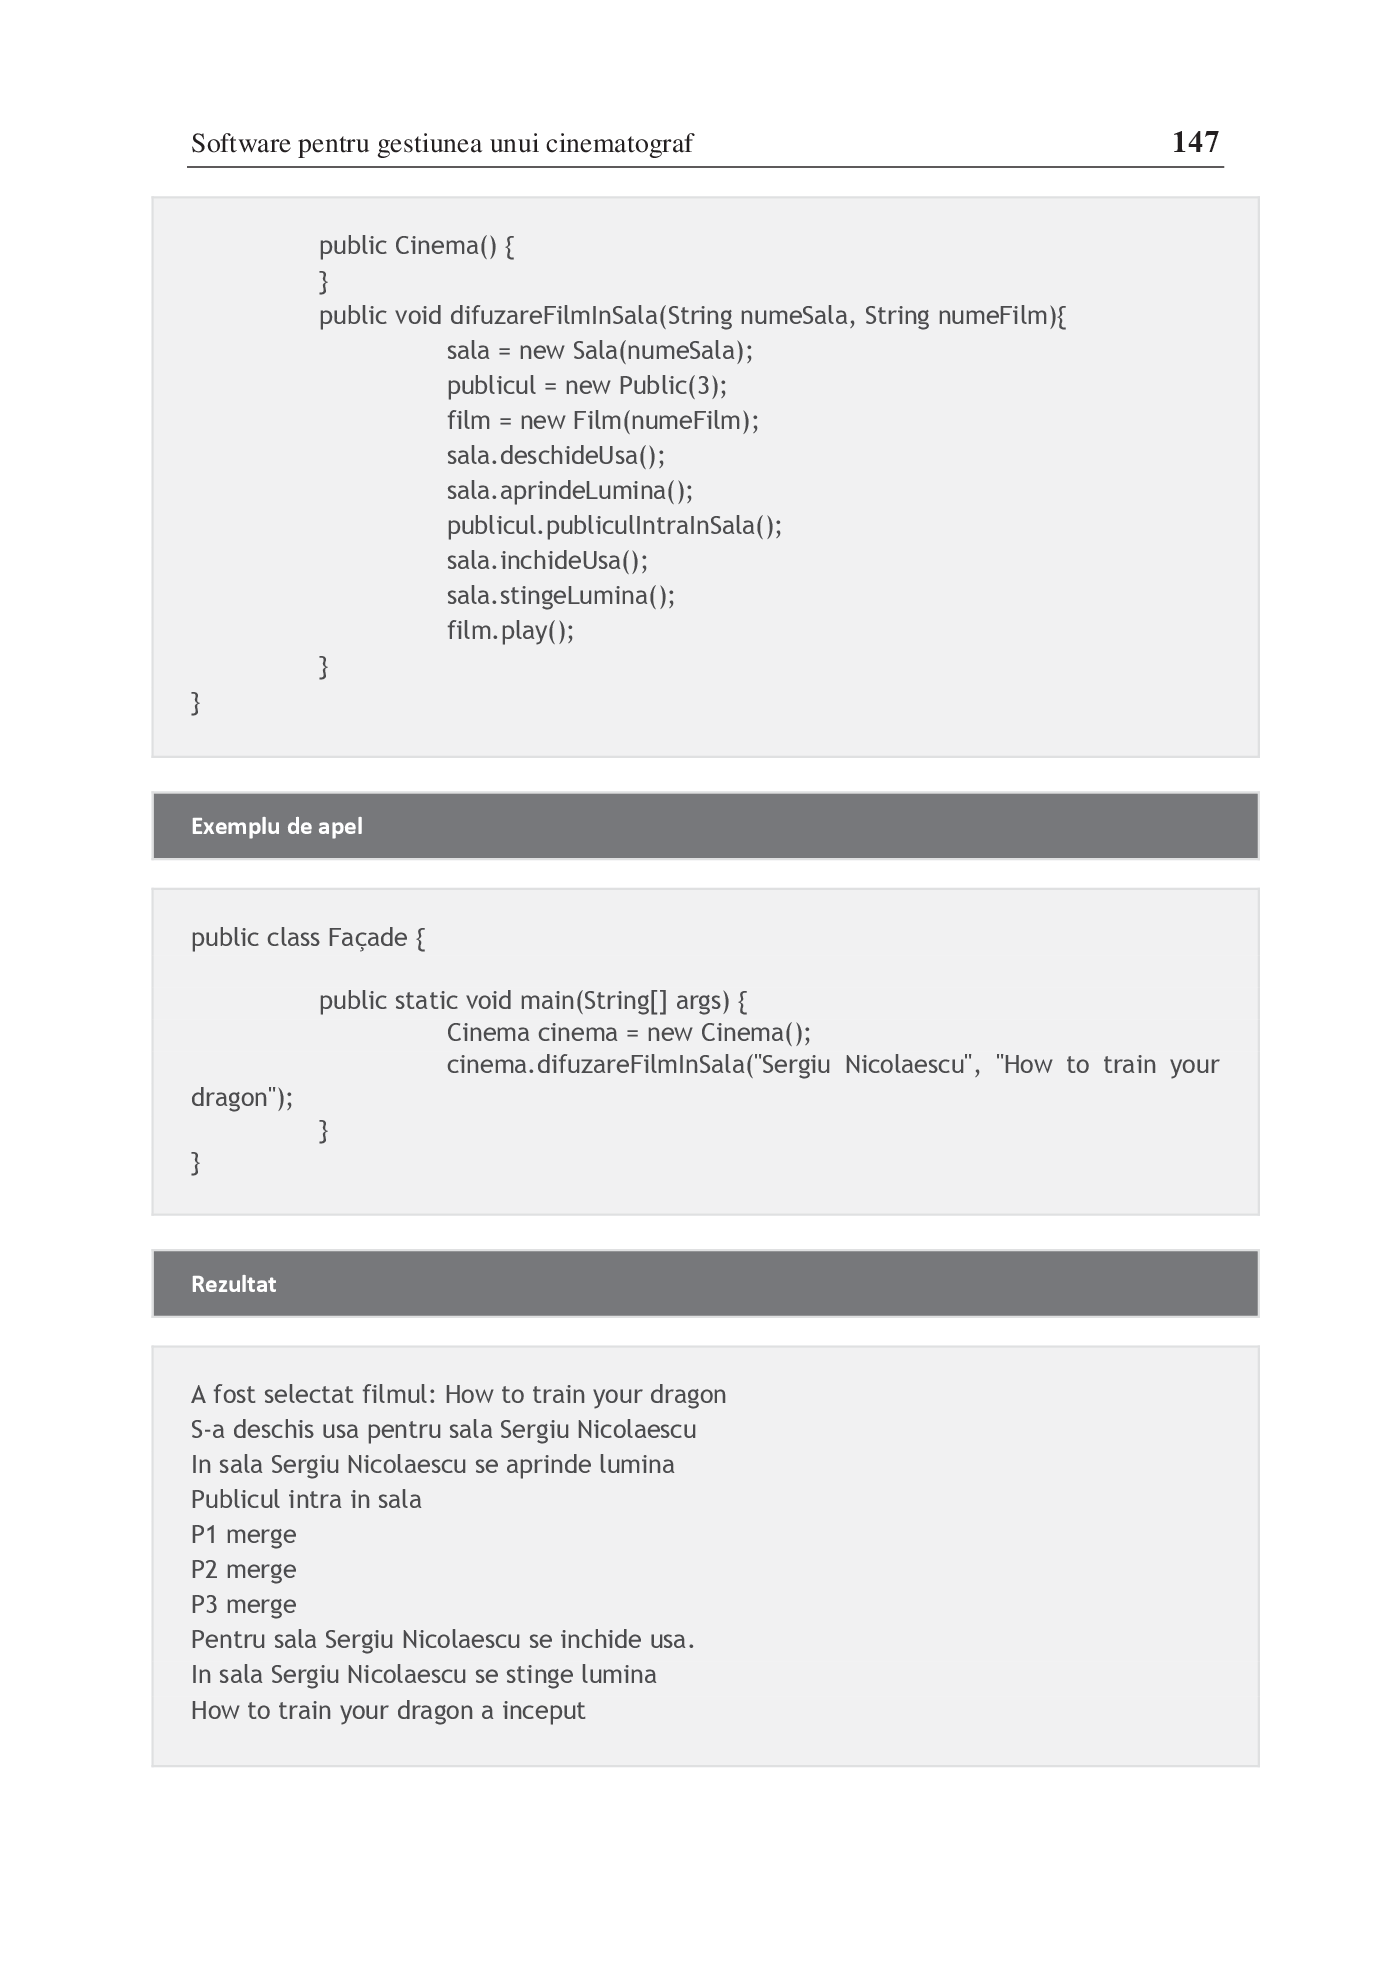 Software pentru gestiunea unui cinematograf 147
public Cinema() {
}
public void difuzareFilmInSala(String numeSala, String numeFilm){
sala = new Sala(numeSala);
publicul = new Public(3);
film = new Film(numeFilm);
sala.deschideUsa();
sala.aprindeLumina();
publicul.publiculIntraInSala();
sala.inchideUsa();
sala.stingeLumina();
film.play();
}
}
Exemplu de apel
public class Façade {
public static void main(String[] args) {
Cinema cinema = new Cinema();
cinema.difuzareFilmInSala("Sergiu Nicolaescu", "How to train your
dragon");
}
}
Rezultat
A fost selectat filmul: How to train your dragon
S-a deschis usa pentru sala Sergiu Nicolaescu
In sala Sergiu Nicolaescu se aprinde lumina
Publicul intra in sala
P1 merge
P2 merge
P3 merge
Pentru sala Sergiu Nicolaescu se inchide usa.
In sala Sergiu Nicolaescu se stinge lumina
How to train your dragon a inceput